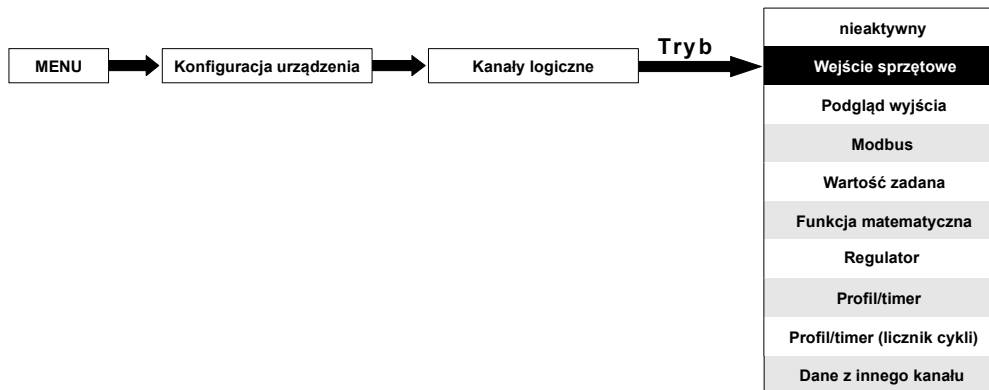 MENU
Konfiguracja urządzenia
Kanały logiczne
Tryb
nieaktywny
Wejście sprzętowe
Podgląd wyjścia
Modbus
Wartość zadana
Funkcja matematyczna
Regulator
Profil/timer
Profil/timer (licznik cykli)
Dane z innego kanału